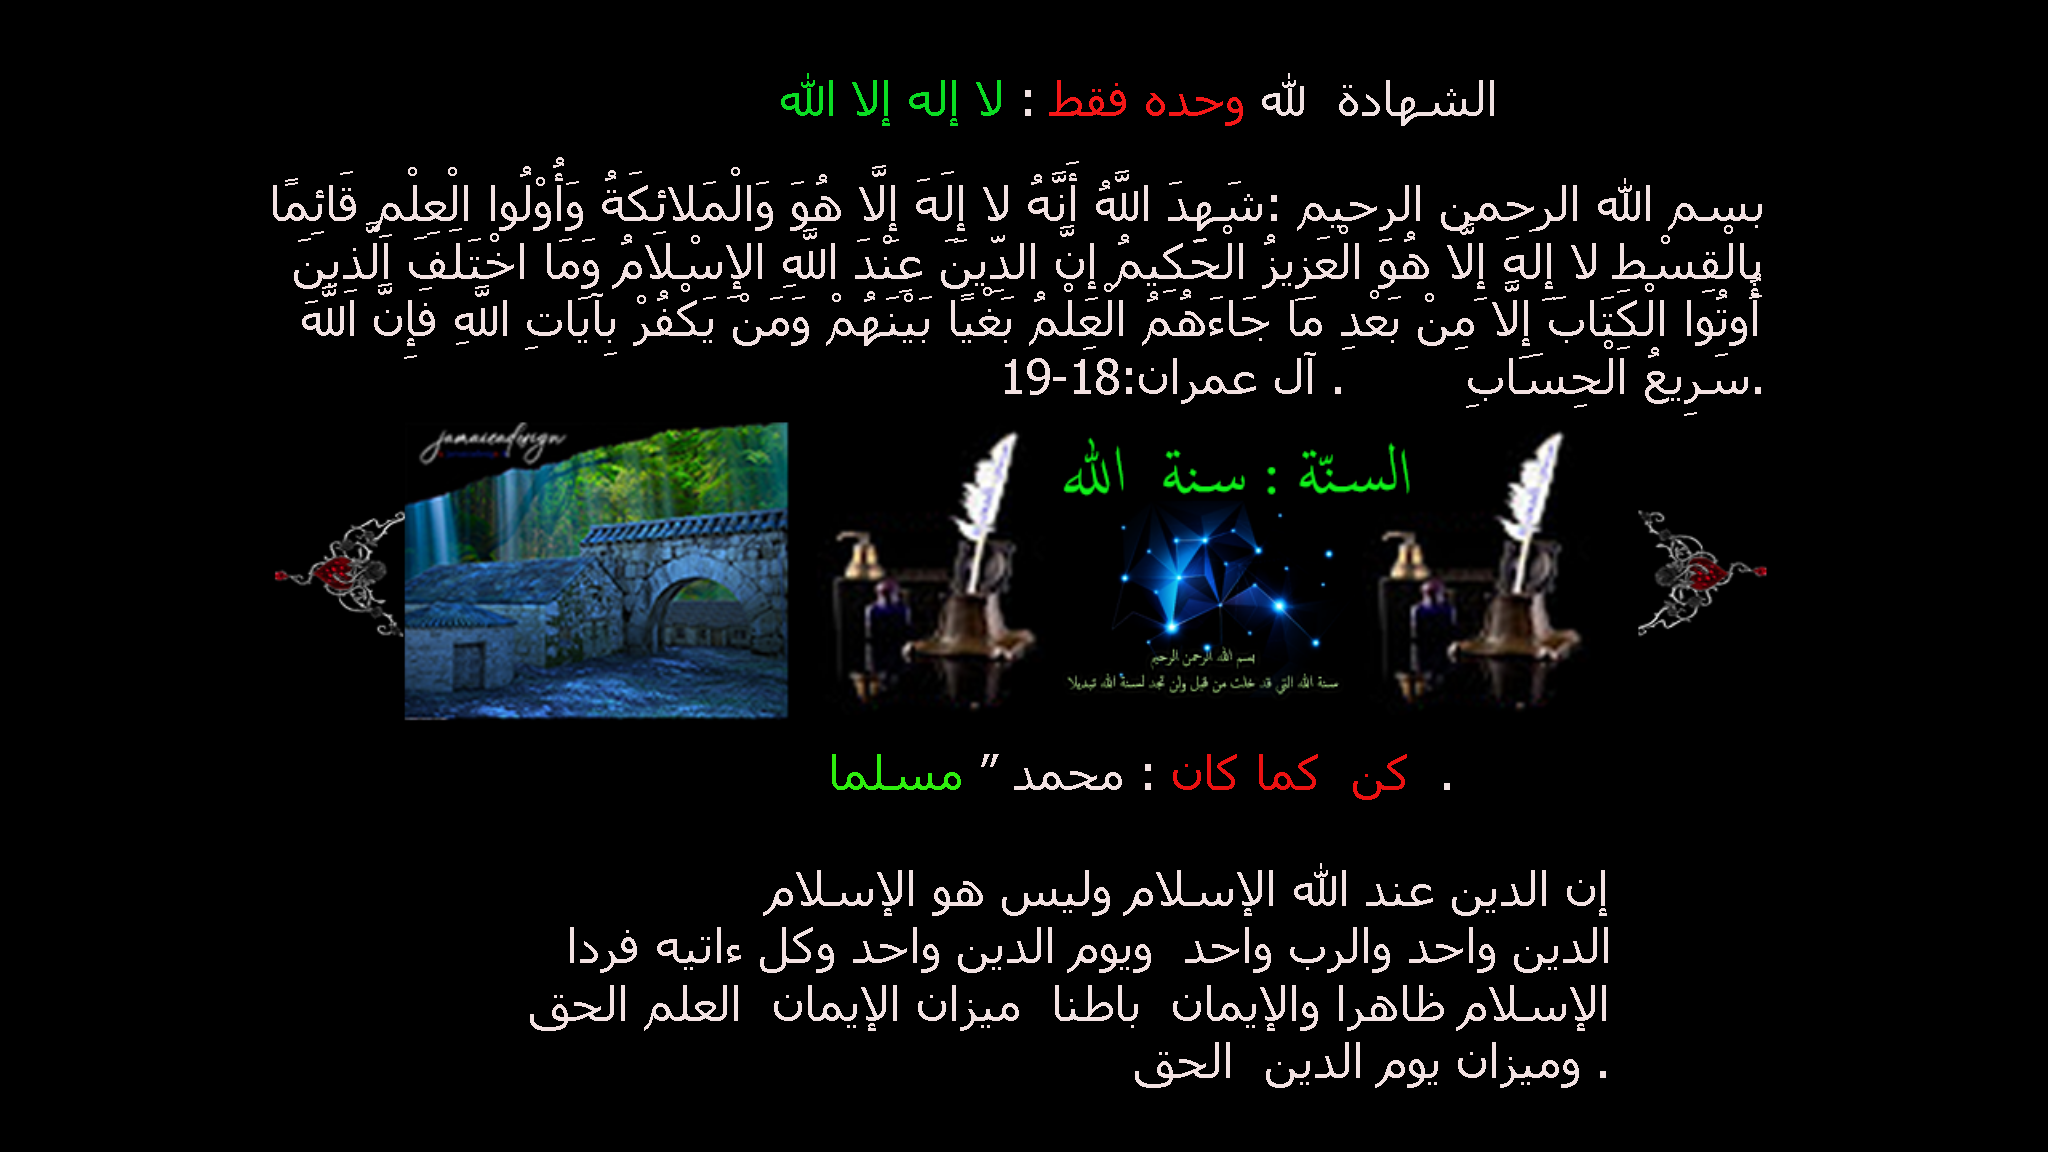 الشهادة لله وحده فقط : لا إله إلا الله
بسم الله الرحمن الرحيم :شَهِدَ اللَّهُ أَنَّهُ لا إِلَهَ إِلَّا هُوَ وَالْمَلائِكَةُ وَأُوْلُوا الْعِلْمِ قَائِمًا
بِالْقِسْطِ لا إِلَهَ إِلَّا هُوَ الْعَزِيزُ الْحَكِيمُ إِنَّ الدِّينَ عِنْدَ اللَّهِ الإِسْلَامُ وَمَا اخْتَلَفَ الَّذِينَ
أُوتُوا الْكِتَابَ إِلَّا مِنْ بَعْدِ مَا جَاءَهُمُ الْعِلْمُ بَغْيًا بَيْنَهُمْ وَمَنْ يَكْفُرْ بِآيَاتِ اللَّهِ فَإِنَّ اللَّهَ
.سَرِيعُ الْحِسَابِ . آل عمران:18-19
jamaicadesign
السنّة : سنة الله
بسم الله الرحمن الرحيم
سنة الله التي قد خلت من قبل ولن تجد لسنة الله تبديلا
. كن كما كان : محمد " مسلما
إن الدين عند الله الإسلام وليس هو الإسلام
الدين واحد والرب واحد ويوم الدين واحد وكل ءاتيه فردا
الإسلام ظاهرا والإيمان باطنا ميزان الإيمان العلم الحق
. وميزان يوم الدين الحق